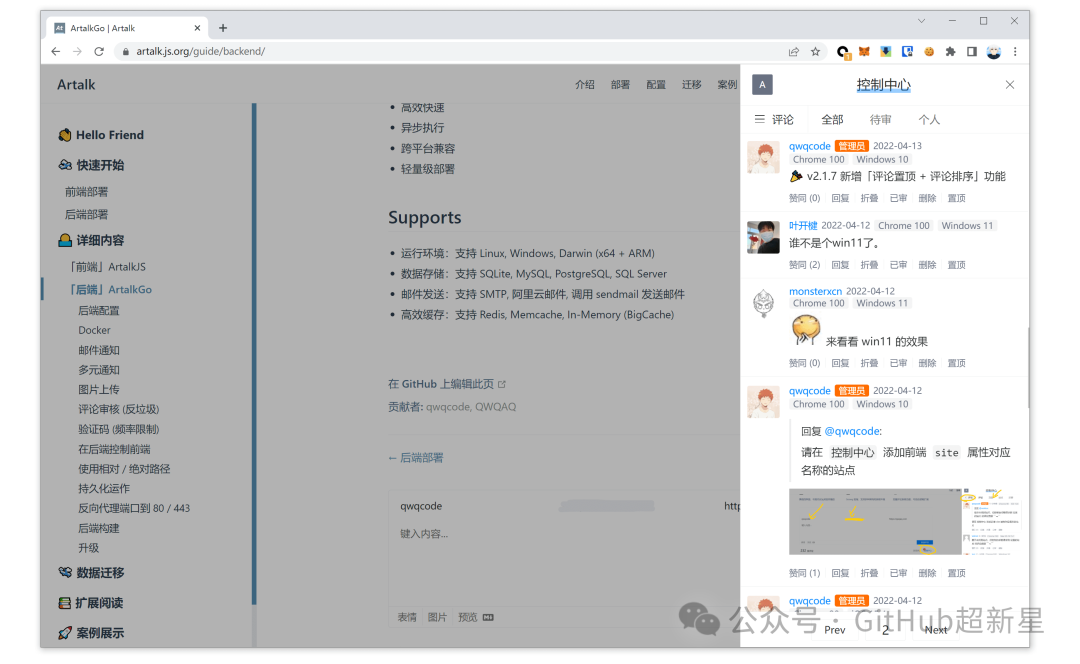 ArtalkGo | Artalk
artalk.js.org/guide/backend/
Artalk
介绍 部署 配置 迁移 案例
Hello Friend
快速开始
前端部署
后端部署
详细内容
「前端」ArtalkJS
「后端」ArtalkGo
后端配置
Docker
邮件通知
多元通知
图片上传
评论审核 (反垃圾)
验证码 (频率限制)
在后端控制前端
使用相对 / 绝对路径
持久化运作
反向代理端口到 80 / 443
后端构建
升级
数据迁移
扩展阅读
案例展示
高效快速
异步执行
跨平台兼容
轻量级部署
Supports
运行环境：支持 Linux, Windows, Darwin (x64 + ARM)
数据存储：支持 SQLite, MySQL, PostgreSQL, SQL Server
邮件发送：支持 SMTP, 阿里云邮件, 调用 sendmail 发送邮件
高效缓存：支持 Redis, Memcache, In-Memory (BigCache)
在 GitHub 上编辑此页
贡献者: qwqcode, QWQAQ
← 后端部署
qwqcode http
键入内容...
表情 图片 预览
A 控制中心
评论 全部 待审 个人
qwqcode 管理员 2022-04-13
Chrome 100 Windows 10
v2.1.7 新增「评论置顶 + 评论排序」功能
赞同 (0) 回复 折叠 已审 删除 置顶
叶开楗 2022-04-12 Chrome 100 Windows 11
谁不是个win11了。
赞同 (2) 回复 折叠 已审 删除 置顶
monsterxcn 2022-04-12
Chrome 100 Windows 11
来看看 win11 的效果
赞同 (0) 回复 折叠 已审 删除 置顶
qwqcode 管理员 2022-04-12
Chrome 100 Windows 10
回复 @qwqcode:
请在 控制中心 添加前端 site 属性对应
名称的站点
赞同 (1) 回复 折叠 已审 删除 置顶
qwqcode 管理员 2022-04-12
Prev 2 Next
公众号 · GitHub超新星